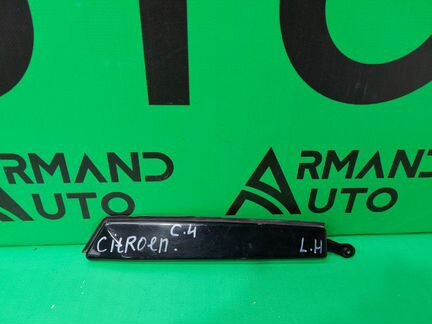 ARMAND
AUTO
ARMAND
AUTO
C.4
CitROEn.
L.H